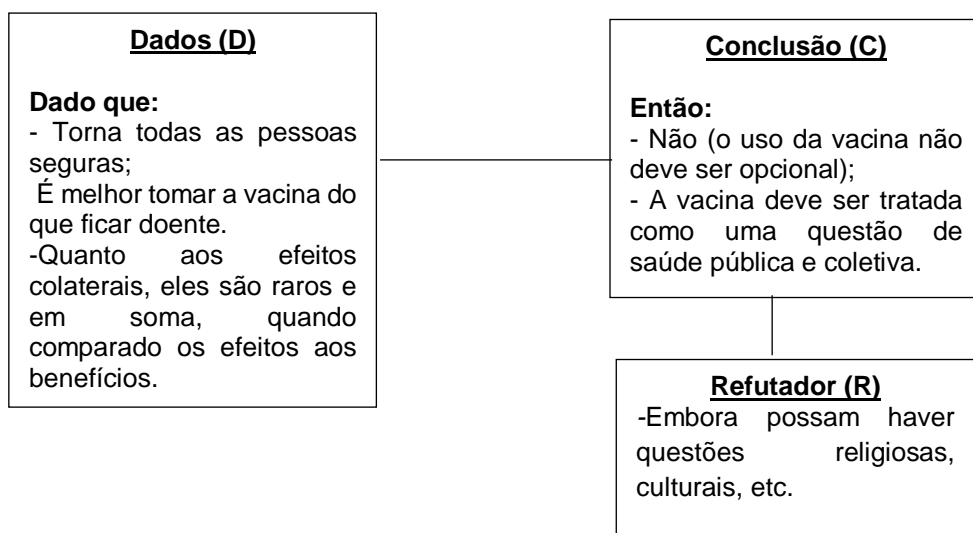 Dados (D)
Dado que:
- Torna todas as pessoas
seguras;
É melhor tomar a vacina do
que ficar doente.
-Quanto aos efeitos
colaterais, eles são raros e
em soma, quando
comparado os efeitos aos
benefícios.
Conclusão (C)
Então:
- Não (o uso da vacina não
deve ser opcional);
- A vacina deve ser tratada
como uma questão de
saúde pública e coletiva.
Refutador (R)
-Embora possam haver
questões religiosas,
culturais, etc.